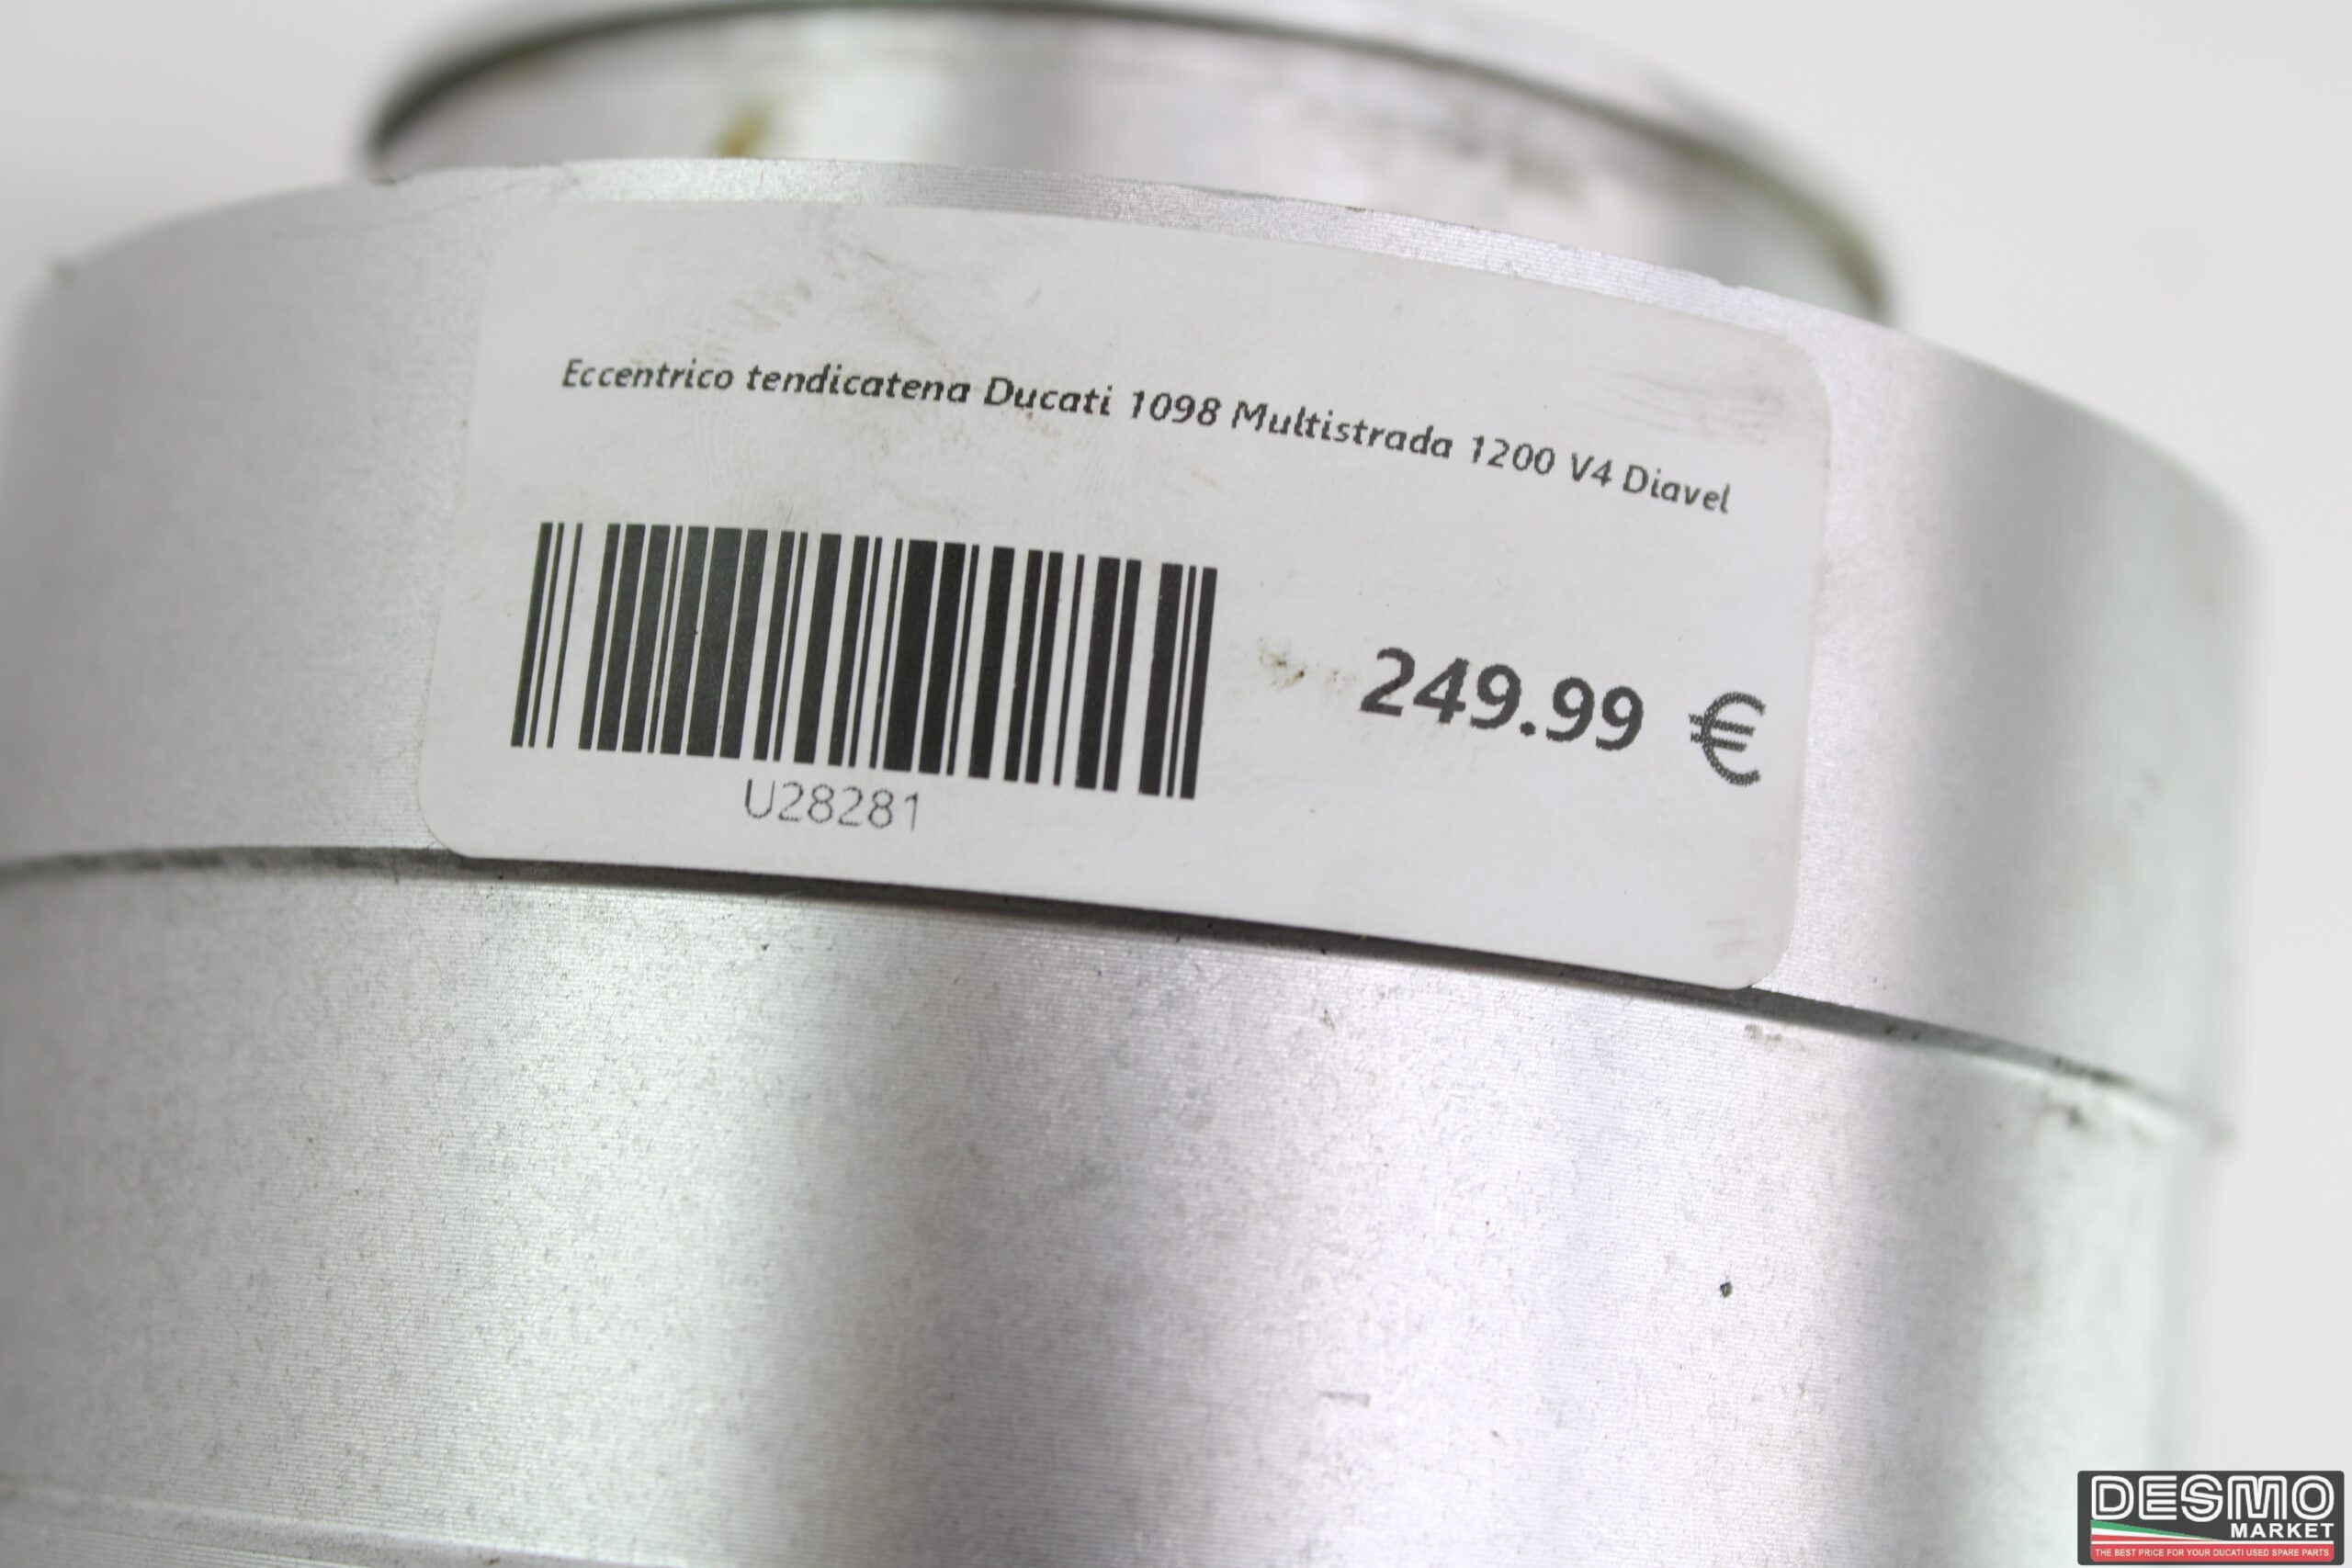 Eccentrico tendicatena Ducati 1098 Multistrada 1200 V4 Diavel
249.99 €
U28281
DESMO
MARKET
THE BEST PRICE FOR YOUR DUCATI USED SPARE PARTS